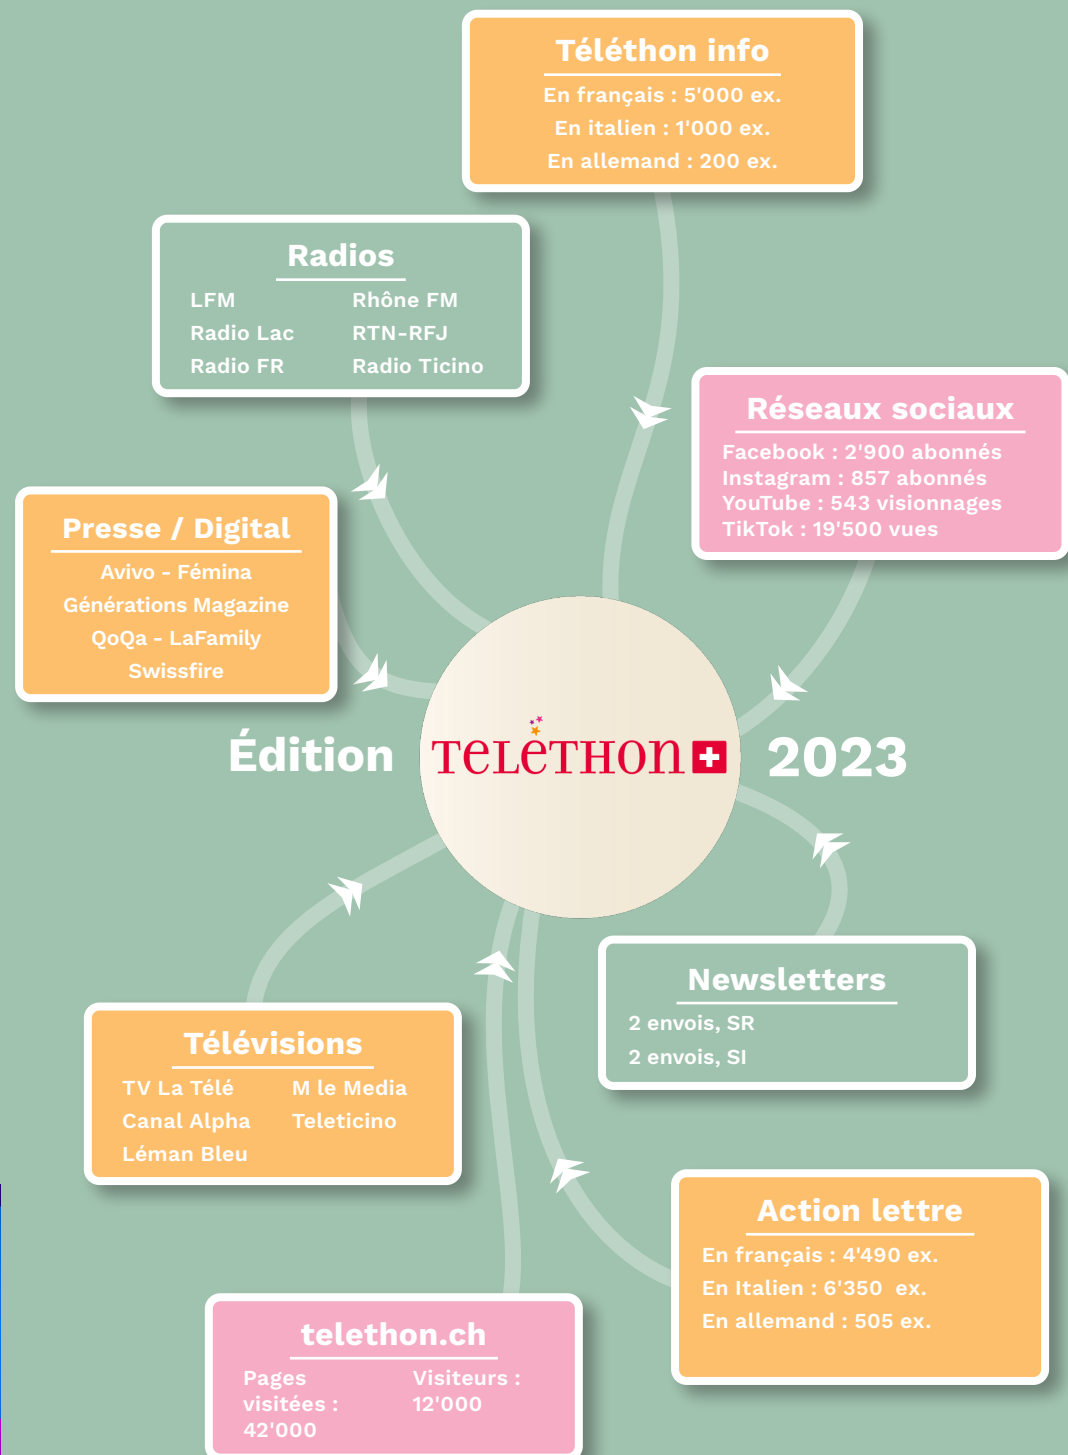 Téléthon info
En français : 5'000 ex.
En italien : 1'000 ex.
En allemand : 200 ex.
Radios
LFM
Radio Lac
Radio FR
Rhône FM
RTN-RFJ
Radio Ticino
Réseaux sociaux
Facebook : 2'900 abonnés
Instagram : 857 abonnés
YouTube : 543 visionnages
TikTok : 19'500 vues
Presse / Digital
Avivo - Fémina
Générations Magazine
QoQa - LaFamily
Swissfire
Édition
TeLeTHon
2023
Newsletters
2 envois, SR
2 envois, SI
Télévisions
TV La Télé
Canal Alpha
Léman Bleu
M le Media
Teleticino
Action lettre
En français : 4'490 ex.
En Italien : 6'350 ex.
En allemand : 505 ex.
telethon.ch
Pages
visitées :
42'000
Visiteurs :
12'000